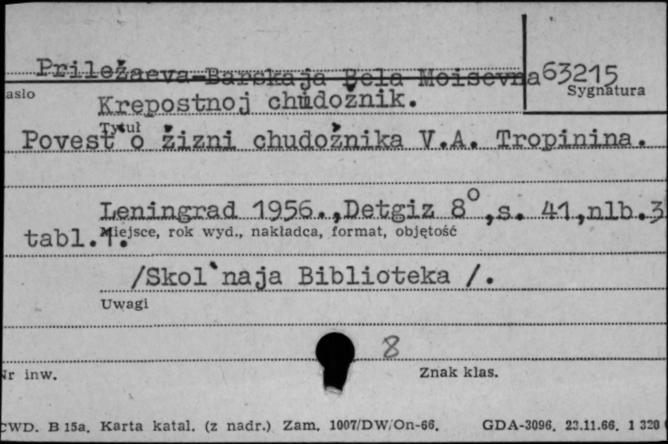 Priležaeva-Barskaja Bela Moisevna 63215
asło Sygnatura
Krepostnoj chudožnik.
Tytuł
Povest o žizni chudožnika V.A. Tropinina.
Leningrad 1956.,Detgiz 8°,s. 41,nlb.3
tabl.1. Miejsce, rok wyd., nakładca, format, objętość
/Skol'naja Biblioteka /.
Uwagi
8
Nr inw. Znak klas.
CWD. B 15a. Karta katal. (z nadr.) Zam. 1007/DW/On-66. GDA-3096. 23.11.66. 1 320